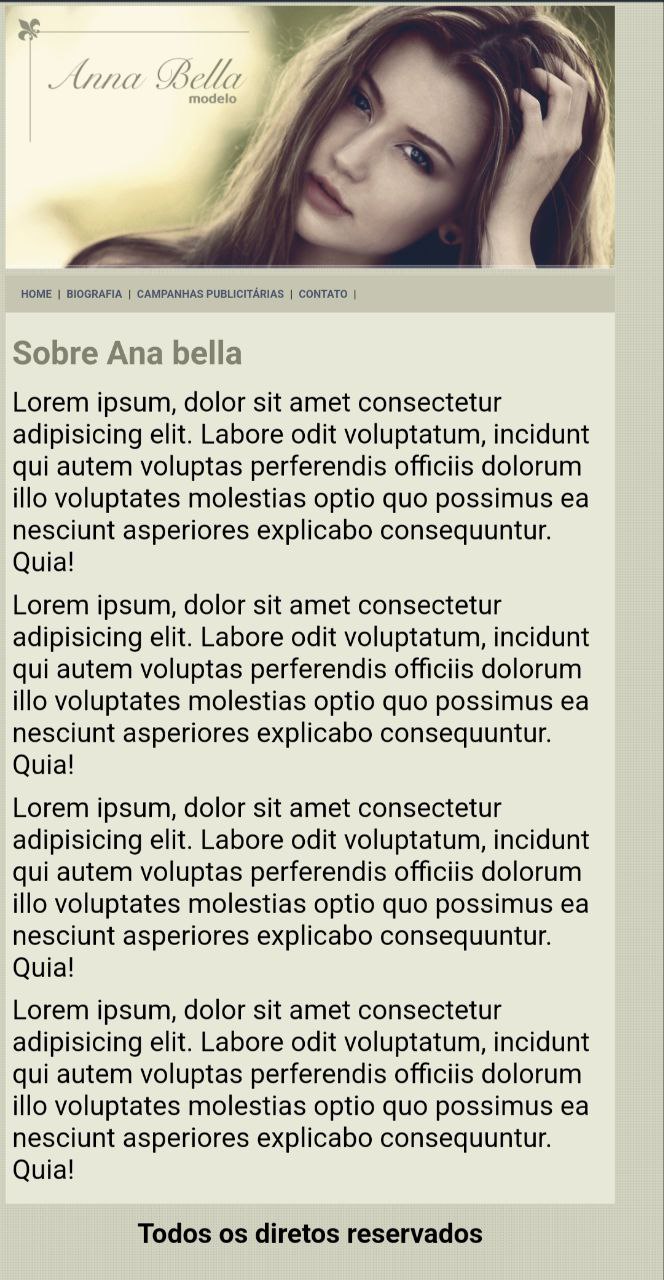 Anna Bella
modelo
HOME | BIOGRAFIA | CAMPANHAS PUBLICITÁRIAS | CONTATO |
Sobre Ana bella
Lorem ipsum, dolor sit amet consectetur
adipisicing elit. Labore odit voluptatum, incidunt
qui autem voluptas perferendis officiis dolorum
illo voluptates molestias optio quo possimus ea
nesciunt asperiores explicabo consequuntur.
Quia!
Lorem ipsum, dolor sit amet consectetur
adipisicing elit. Labore odit voluptatum, incidunt
qui autem voluptas perferendis officiis dolorum
illo voluptates molestias optio quo possimus ea
nesciunt asperiores explicabo consequuntur.
Quia!
Lorem ipsum, dolor sit amet consectetur
adipisicing elit. Labore odit voluptatum, incidunt
qui autem voluptas perferendis officiis dolorum
illo voluptates molestias optio quo possimus ea
nesciunt asperiores explicabo consequuntur.
Quia!
Lorem ipsum, dolor sit amet consectetur
adipisicing elit. Labore odit voluptatum, incidunt
qui autem voluptas perferendis officiis dolorum
illo voluptates molestias optio quo possimus ea
nesciunt asperiores explicabo consequuntur.
Quia!
Todos os diretos reservados